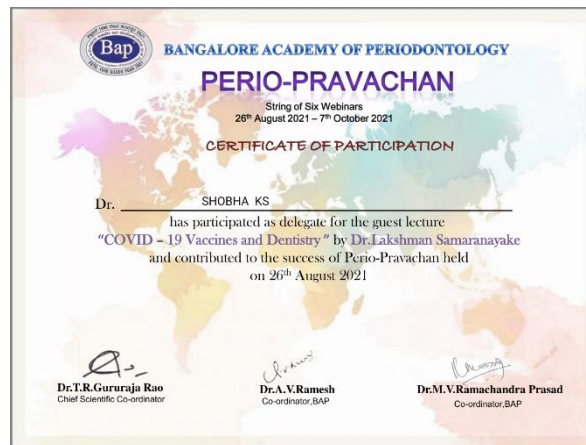 Bap
BANGALORE ACADEMY OF PERIODONTOLOGY
PERIO-PRAVACHAN
String of Six Webinars
26th August 2021 – 7th October 2021
CERTIFICATE OF PARTICIPATION
Dr. SHOBHA KS
has participated as delegate for the guest lecture
“COVID – 19 Vaccines and Dentistry ” by Dr.Lakshman Samaranayake
and contributed to the success of Perio-Pravachan held
on 26th August 2021
Dr.T.R.Gururaja Rao
Chief Scientific Co-ordinator
Dr.A.V.Ramesh
Co-ordinator,BAP
Dr.M.V.Ramachandra Prasad
Co-ordinator,BAP